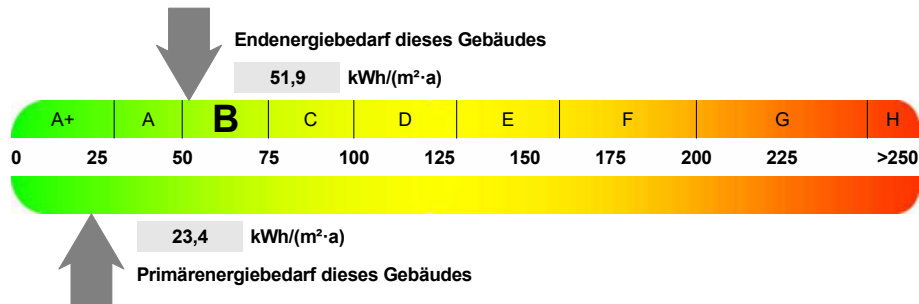 Endenergiebedarf dieses Gebäudes
51,9 kWh/(m²·a)
A+ A B C D E F G H
0 25 50 75 100 125 150 175 200 225 >250
23,4 kWh/(m²·a)
Primärenergiebedarf dieses Gebäudes